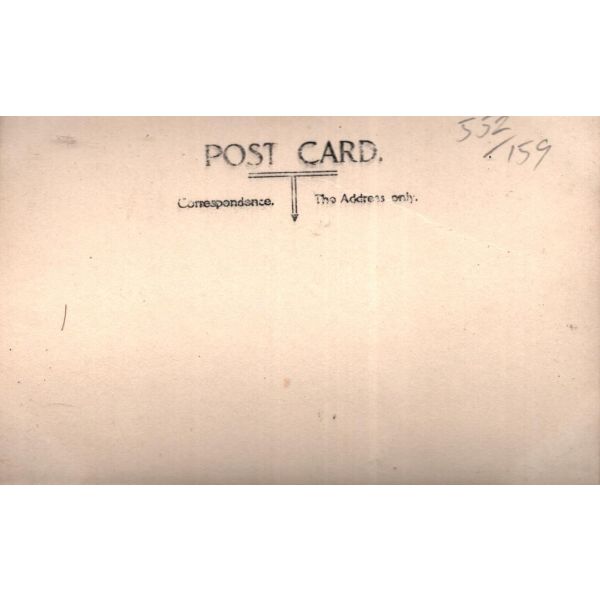 552
/159
POST CARD.
Correspondence. The Address only.